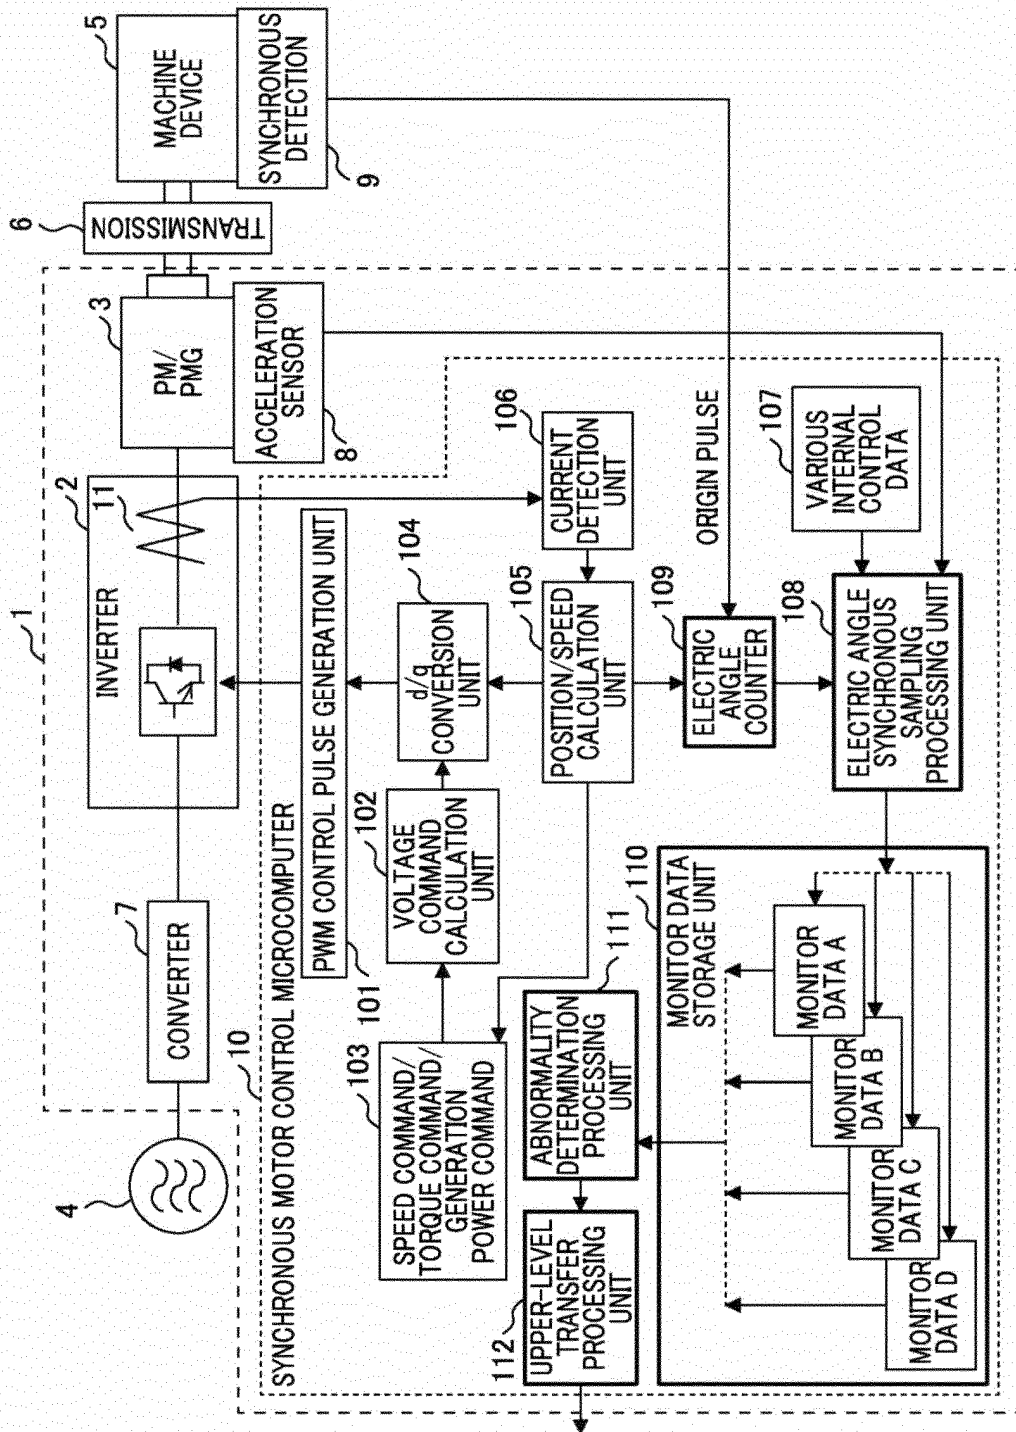 1
4
7
CONVERTER
2
INVERTER
11
3
PM/
PMG
ACCELERATION
SENSOR
8
6
TRANSMISSION
5
MACHINE
DEVICE
SYNCHRONOUS
DETECTION
9
10
SYNCHRONOUS MOTOR CONTROL MICROCOMPUTER
PWM CONTROL PULSE GENERATION UNIT
101
103
SPEED COMMAND/
TORQUE COMMAND/
GENERATION
POWER COMMAND
102
VOLTAGE
COMMAND
CALCULATION
UNIT
104
d/q
CONVERSION
UNIT
106
CURRENT
DETECTION
UNIT
105
POSITION/SPEED
CALCULATION
UNIT
112
UPPER-LEVEL
TRANSFER
PROCESSING
UNIT
111
ABNORMALITY
DETERMINATION
PROCESSING
UNIT
109
ELECTRIC
ANGLE
COUNTER
ORIGIN PULSE
107
VARIOUS
INTERNAL
CONTROL
DATA
108
ELECTRIC ANGLE
SYNCHRONOUS
SAMPLING
PROCESSING UNIT
110
MONITOR DATA
STORAGE UNIT
MONITOR
DATA A
MONITOR
DATA B
MONITOR
DATA C
MONITOR
DATA D